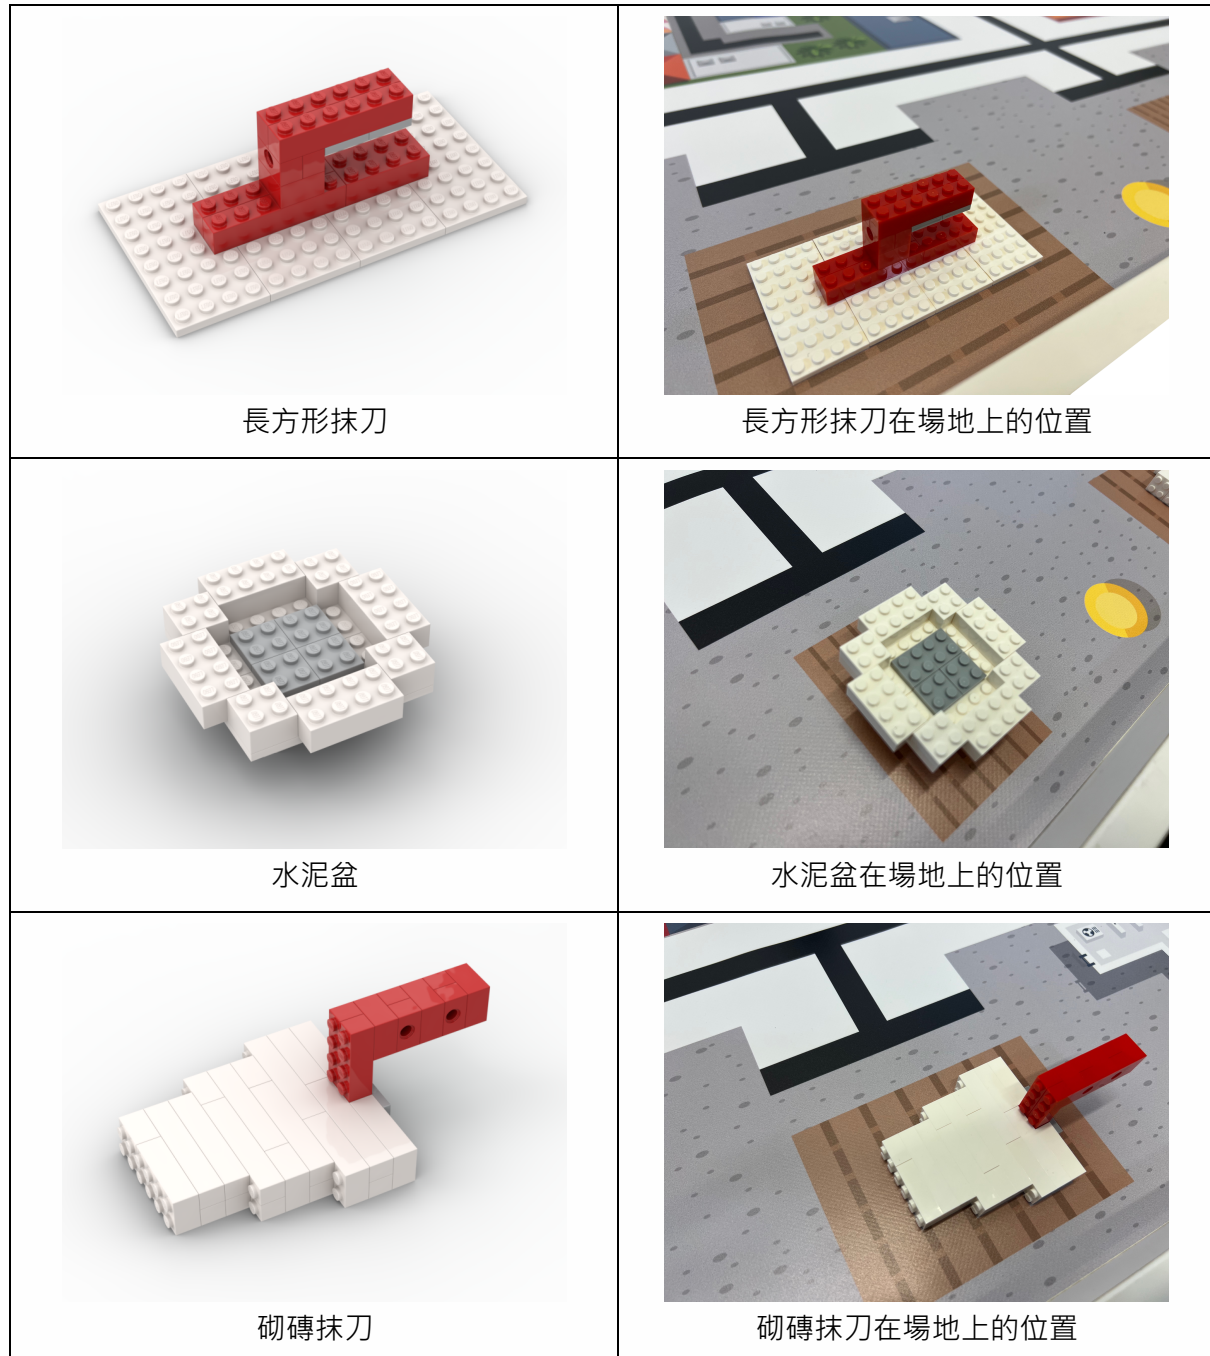 長方形抹刀
長方形抹刀在場地上的位置
水泥盆
水泥盆在場地上的位置
砌磚抹刀
砌磚抹刀在場地上的位置